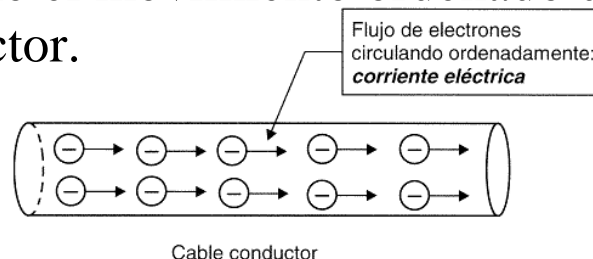 ctor.
Flujo de electrones
circulando ordenadamente:
corriente eléctrica
Cable conductor